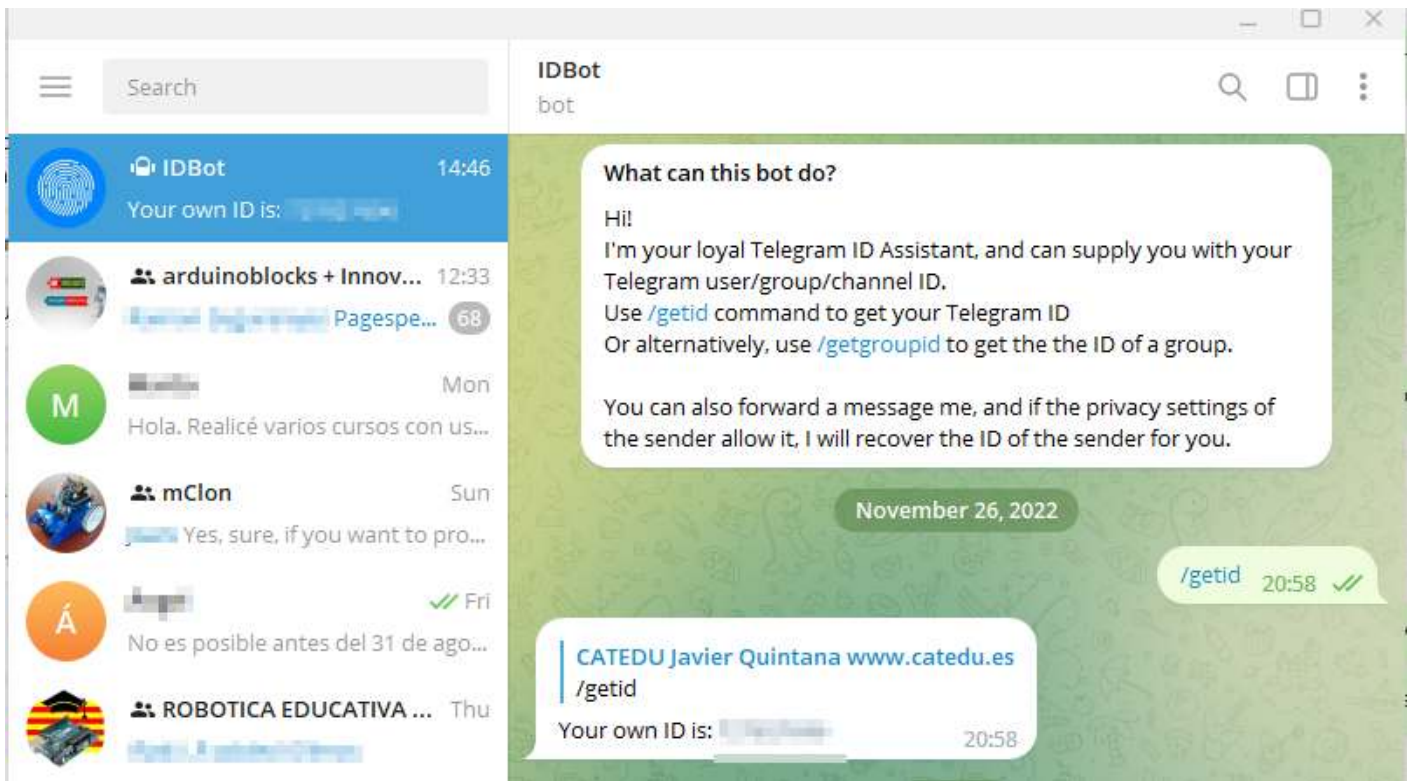 Search
IDBot
14:46
Your own ID is:
arduinoblocks + Innov...
12:33
Pagespe...
68
M
Mon
Hola. Realicé varios cursos con us...
mClon
Sun
Yes, sure, if you want to pro...
Á
Fri
No es posible antes del 31 de ago...
ROBOTICA EDUCATIVA ...
Thu
IDBot
bot
What can this bot do?
Hi!
I'm your loyal Telegram ID Assistant, and can supply you with your
Telegram user/group/channel ID.
Use /getid command to get your Telegram ID
Or alternatively, use /getgroupid to get the the ID of a group.
You can also forward a message me, and if the privacy settings of
the sender allow it, I will recover the ID of the sender for you.
November 26, 2022
/getid 20:58
CATEDU Javier Quintana www.catedu.es
/getid
Your own ID is:
20:58